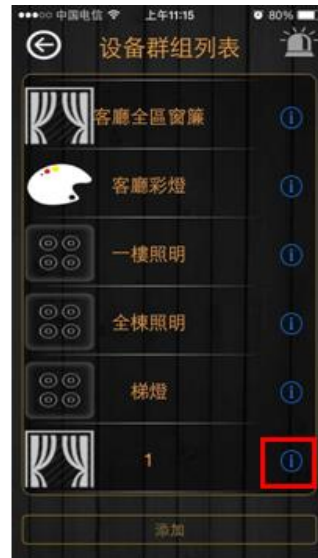 中国电信 上午11:15 80%
设备群组列表
客廳全區窗簾
客廳彩燈
一樓照明
全棟照明
梯燈
1
添加